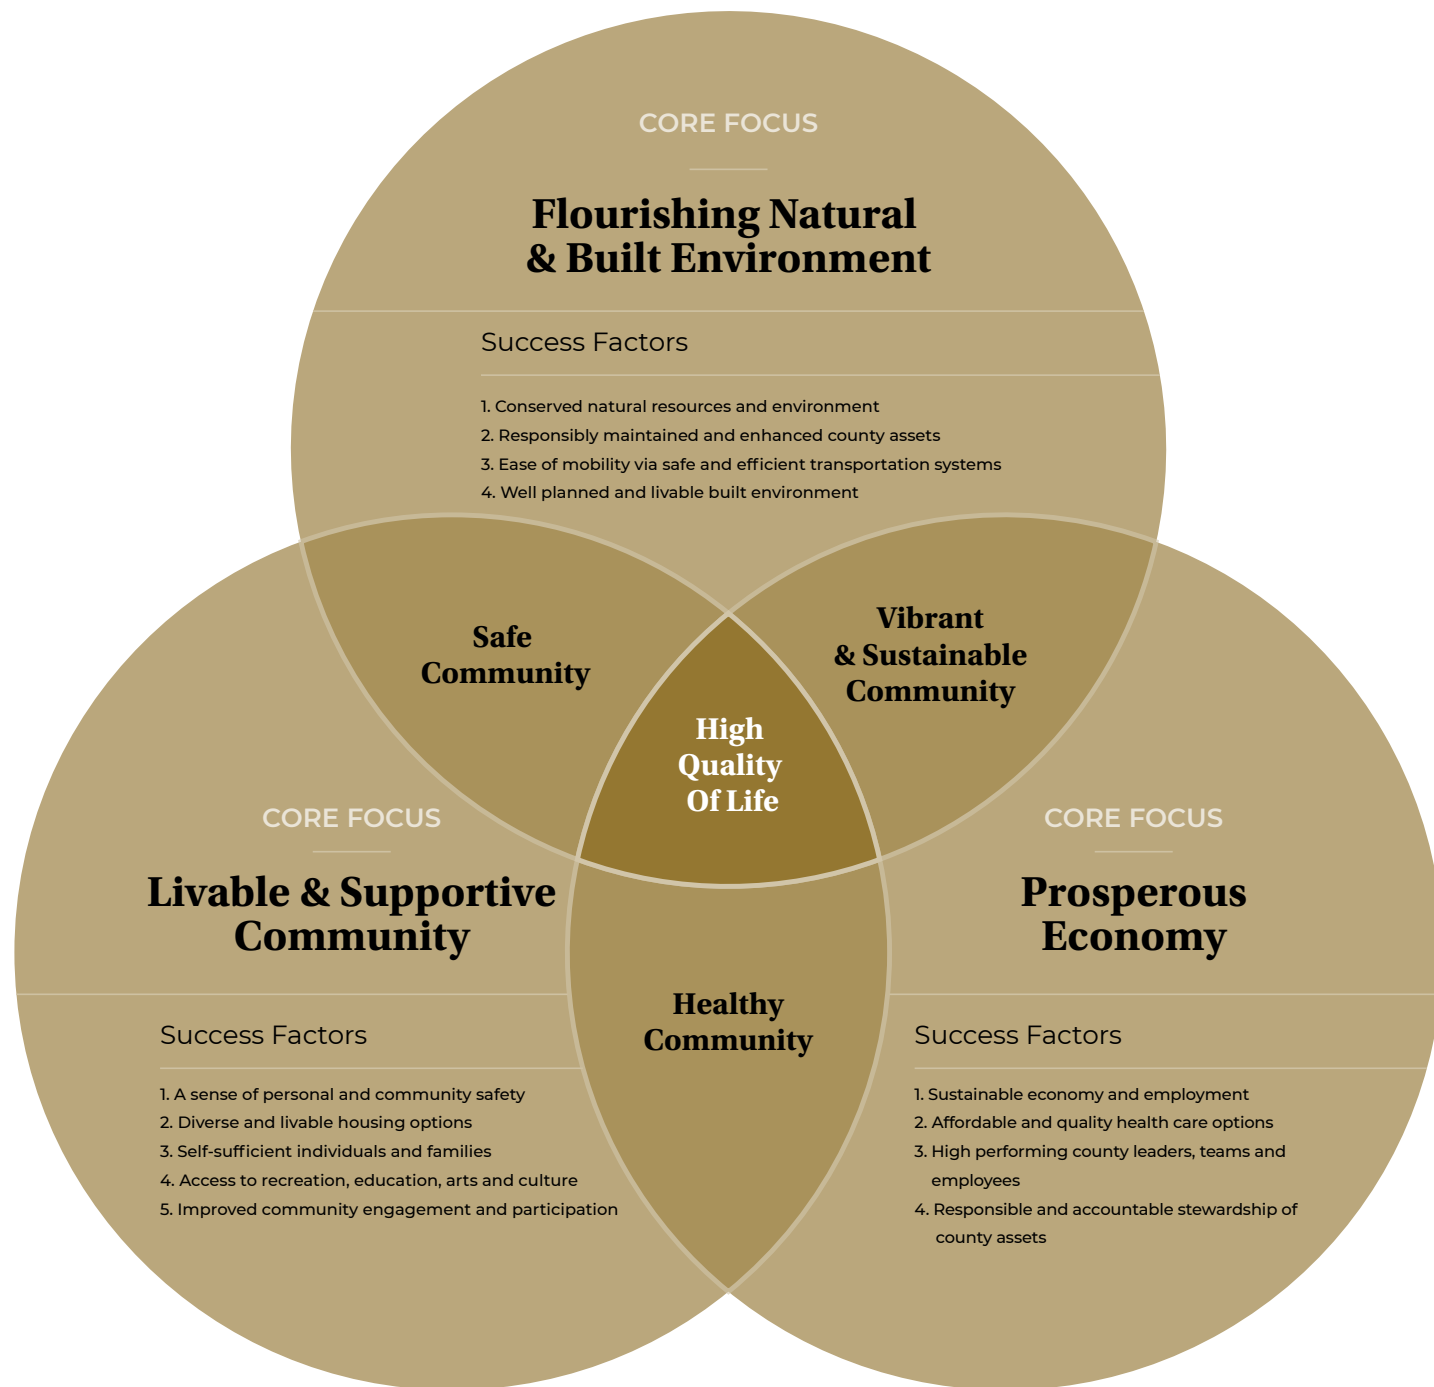 CORE FOCUS
Flourishing Natural
& Built Environment
Success Factors
1. Conserved natural resources and environment
2. Responsibly maintained and enhanced county assets
3. Ease of mobility via safe and efficient transportation systems
4. Well planned and livable built environment
Safe
Community
Vibrant
& Sustainable
Community
High
Quality
Of Life
CORE FOCUS
Livable & Supportive
Community
Success Factors
1. A sense of personal and community safety
2. Diverse and livable housing options
3. Self-sufficient individuals and families
4. Access to recreation, education, arts and culture
5. Improved community engagement and participation
Healthy
Community
CORE FOCUS
Prosperous
Economy
Success Factors
1. Sustainable economy and employment
2. Affordable and quality health care options
3. High performing county leaders, teams and
employees
4. Responsible and accountable stewardship of
county assets